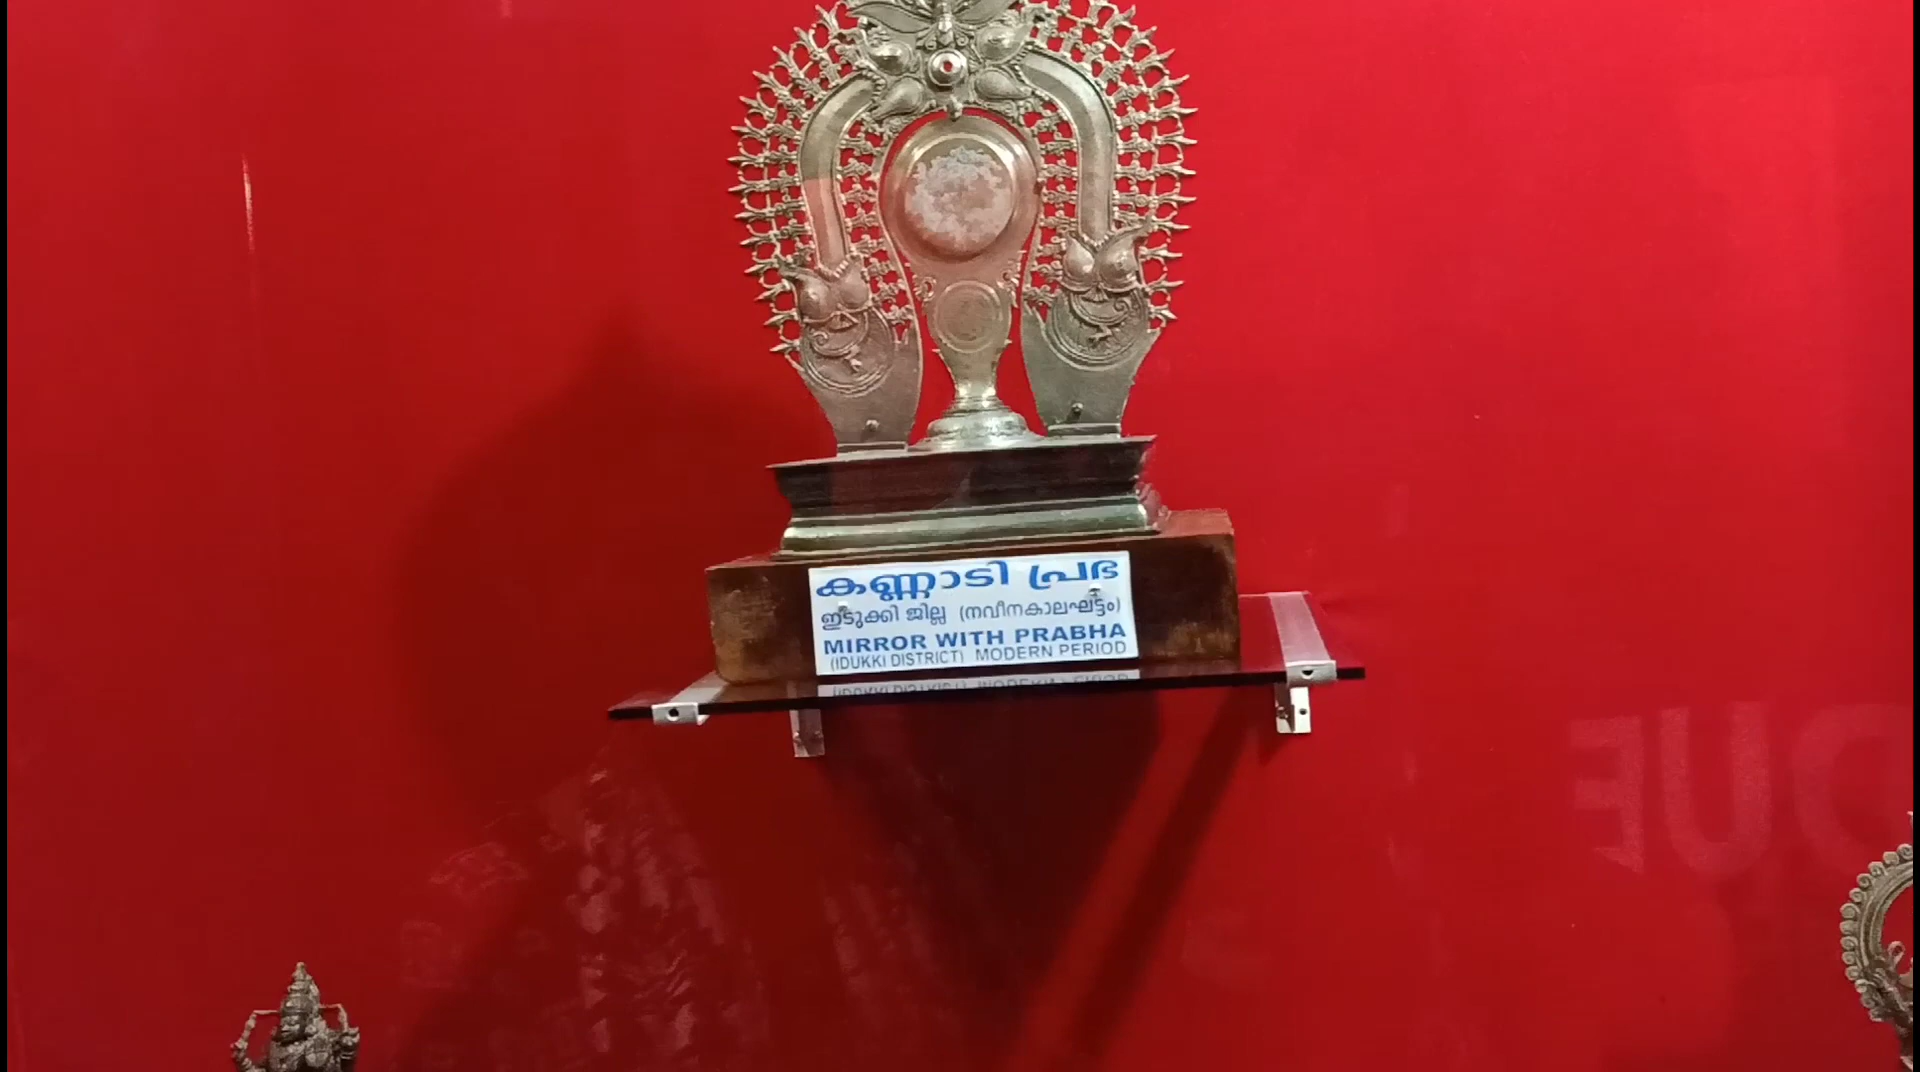 കണ്ണാടി പ്രഭ
ഇടുക്കി ജില്ല (നവീനകാലഘട്ടം)
MIRROR WITH PRABHA
(IDUKKI DISTRICT) MODERN PERIOD